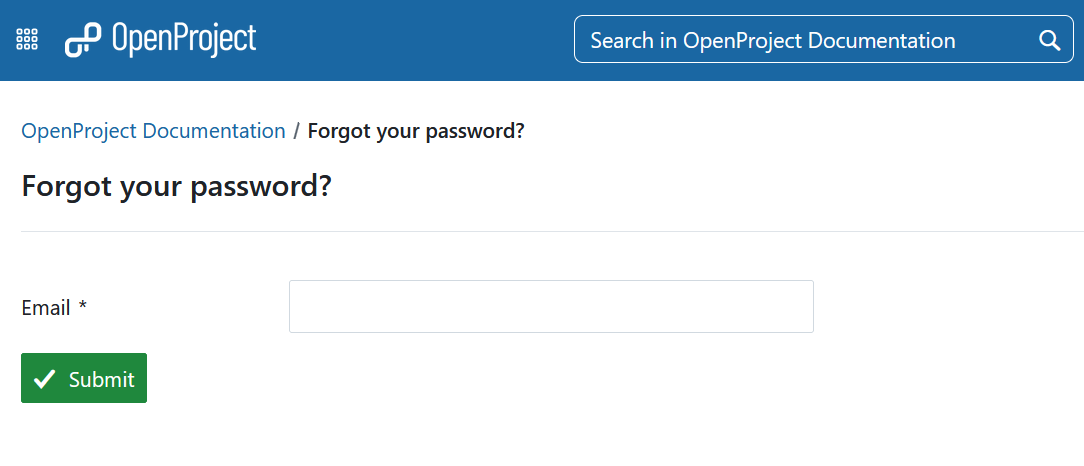 OpenProject
Search in OpenProject Documentation
OpenProject Documentation / Forgot your password?
Forgot your password?
Email *
Submit